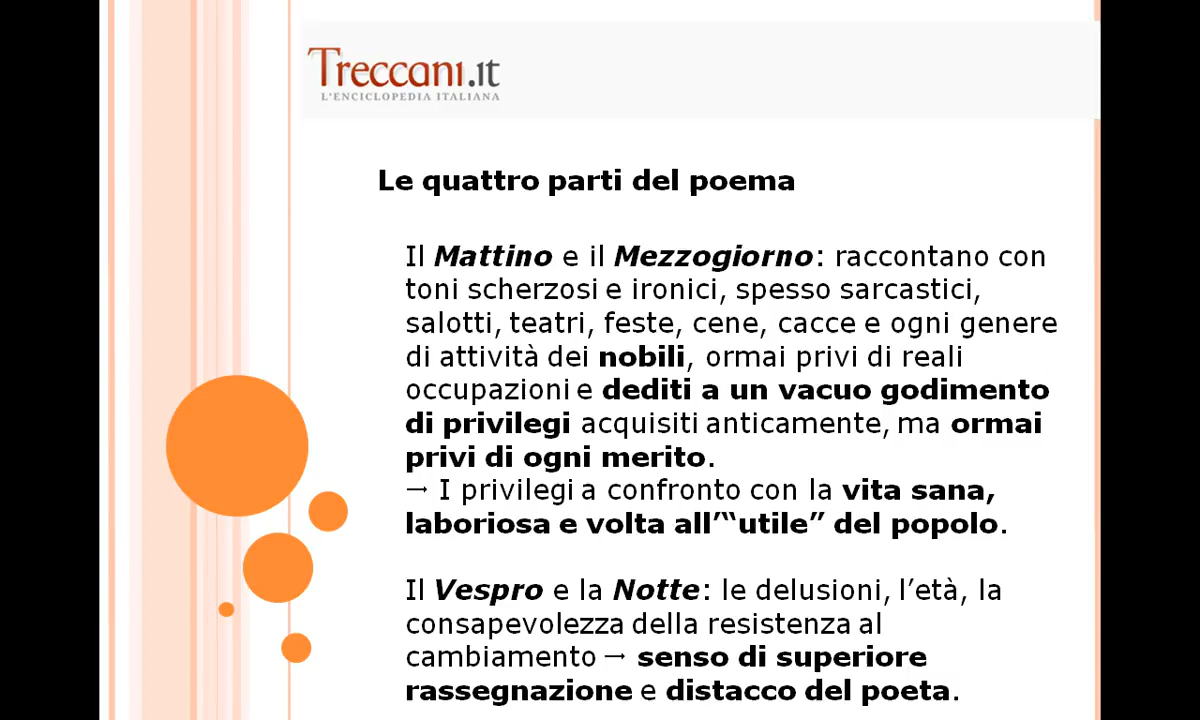 Treccani.it
L'ENCICLOPEDIA ITALIANA
Le quattro parti del poema
Il Mattino e il Mezzogiorno: raccontano con
toni scherzosi e ironici, spesso sarcastici,
salotti, teatri, feste, cene, cacce e ogni genere
di attività dei nobili, ormai privi di reali
occupazioni e dediti a un vacuo godimento
di privilegi acquisiti anticamente, ma ormai
privi di ogni merito.
→ I privilegi a confronto con la vita sana,
laboriosa e volta all’“utile” del popolo.
Il Vespro e la Notte: le delusioni, l’età, la
consapevolezza della resistenza al
cambiamento → senso di superiore
rassegnazione e distacco del poeta.